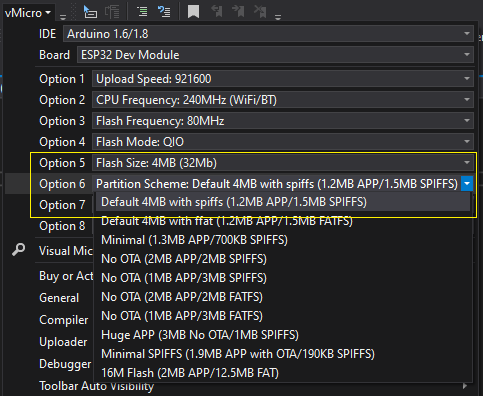 vMicro
IDE Arduino 1.6/1.8
Board ESP32 Dev Module
Option 1 Upload Speed: 921600
Option 2 CPU Frequency: 240MHz (WiFi/BT)
Option 3 Flash Frequency: 80MHz
Option 4 Flash Mode: QIO
Option 5 Flash Size: 4MB (32Mb)
Option 6 Partition Scheme: Default 4MB with spiffs (1.2MB APP/1.5MB SPIFFS)
Option 7 Default 4MB with spiffs (1.2MB APP/1.5MB SPIFFS)
Option 8 Default 4MB with ffat (1.2MB APP/1.5MB FATFS)
Minimal (1.3MB APP/700KB SPIFFS)
Visual Mic No OTA (2MB APP/2MB SPIFFS)
Buy or Act No OTA (1MB APP/3MB SPIFFS)
General No OTA (2MB APP/2MB FATFS)
Compiler No OTA (1MB APP/3MB FATFS)
Uploader Huge APP (3MB No OTA/1MB SPIFFS)
Debugger Minimal SPIFFS (1.9MB APP with OTA/190KB SPIFFS)
16M Flash (2MB APP/12.5MB FAT)
Toolbar Auto Visibility